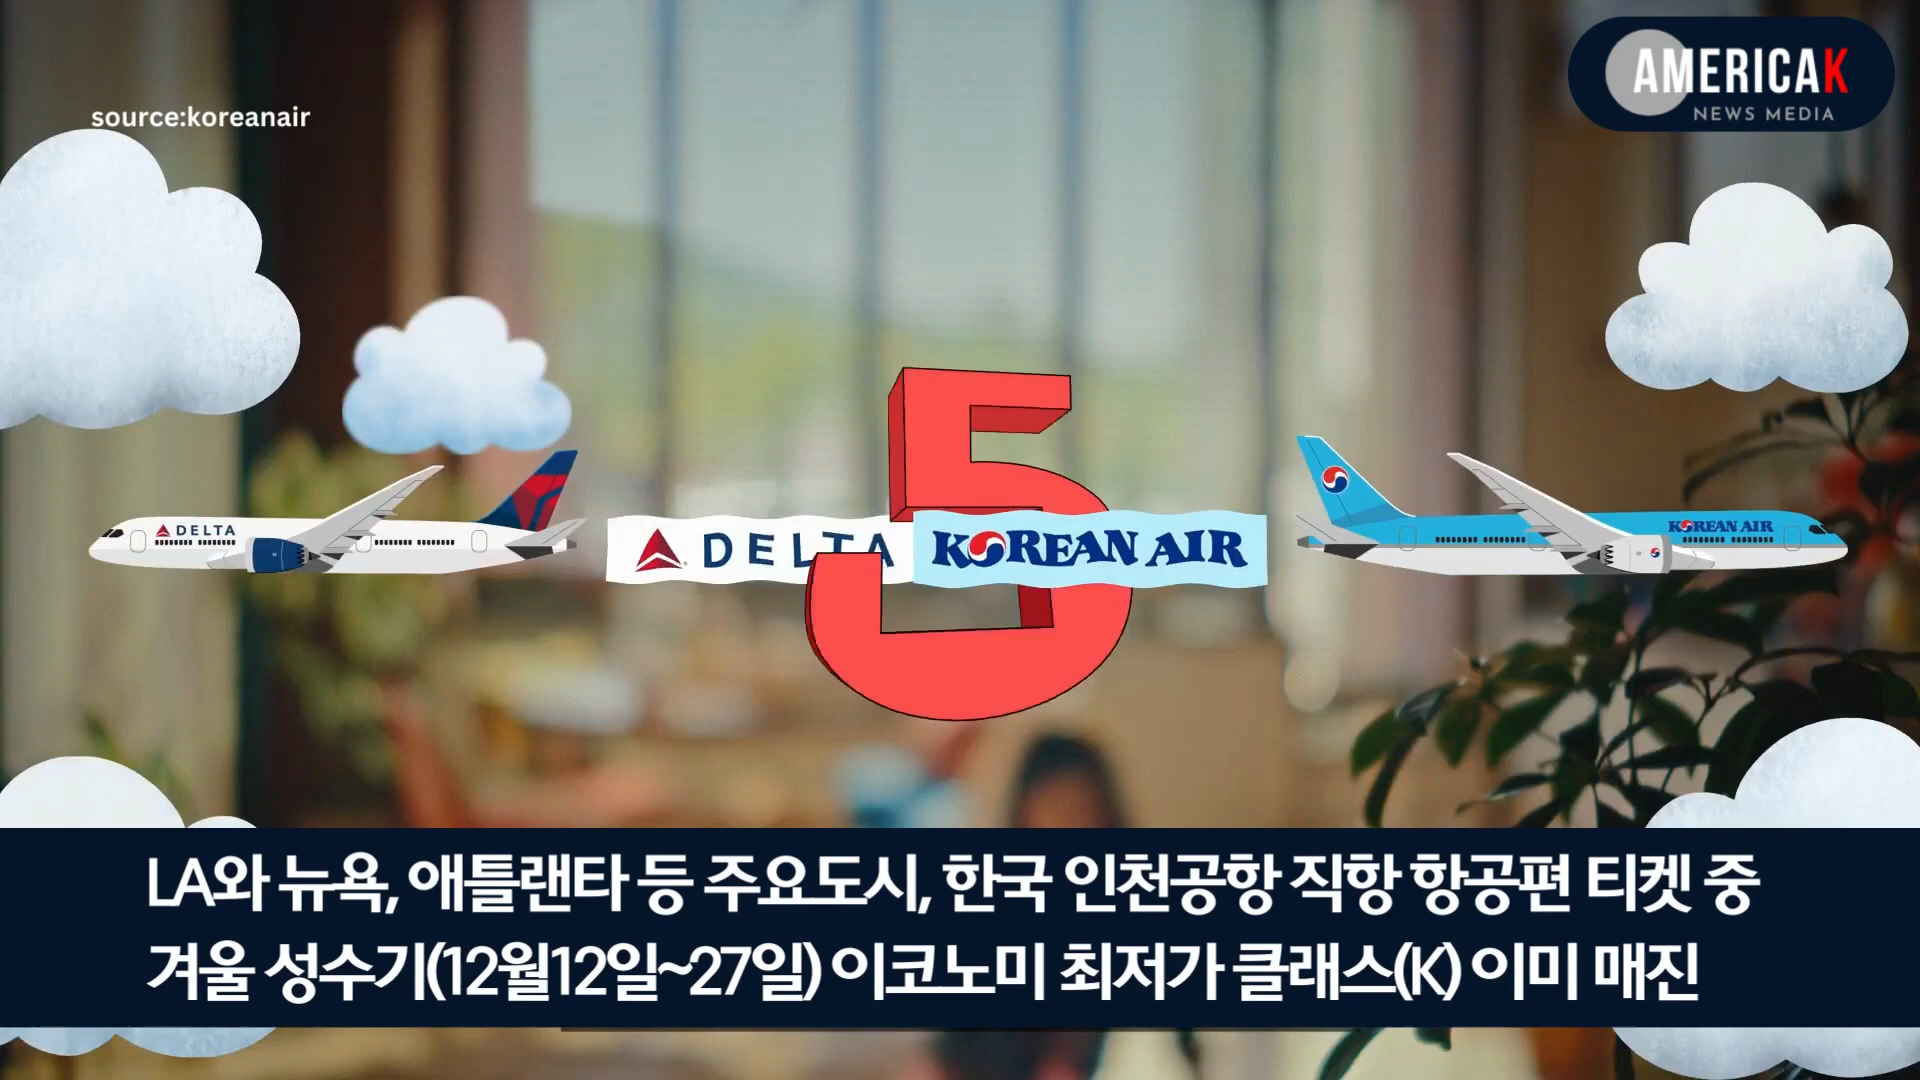 AMERICAK
NEWS MEDIA
source:koreanair
5
DELTA
DELTA
KOREAN AIR
KOREAN AIR
LA와 뉴욕, 애틀랜타 등 주요도시, 한국 인천공항 직항 항공편 티켓 중
겨울 성수기(12월12일~27일) 이코노미 최저가 클래스(K) 이미 매진